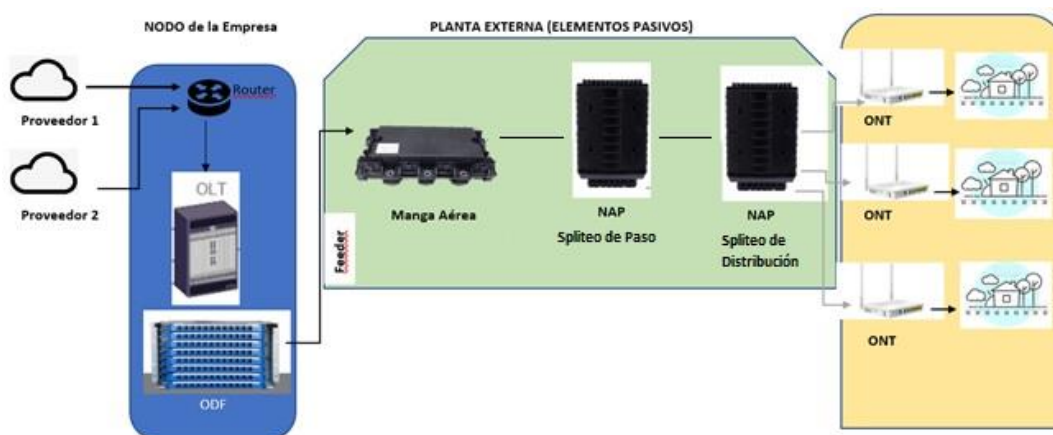 NODO de la Empresa
PLANTA EXTERNA (ELEMENTOS PASIVOS)
Proveedor 1
Proveedor 2
Router
OLT
ODF
Feeder
Manga Aérea
NAP
Spliteo de Paso
NAP
Spliteo de
Distribución
ONT
ONT
ONT